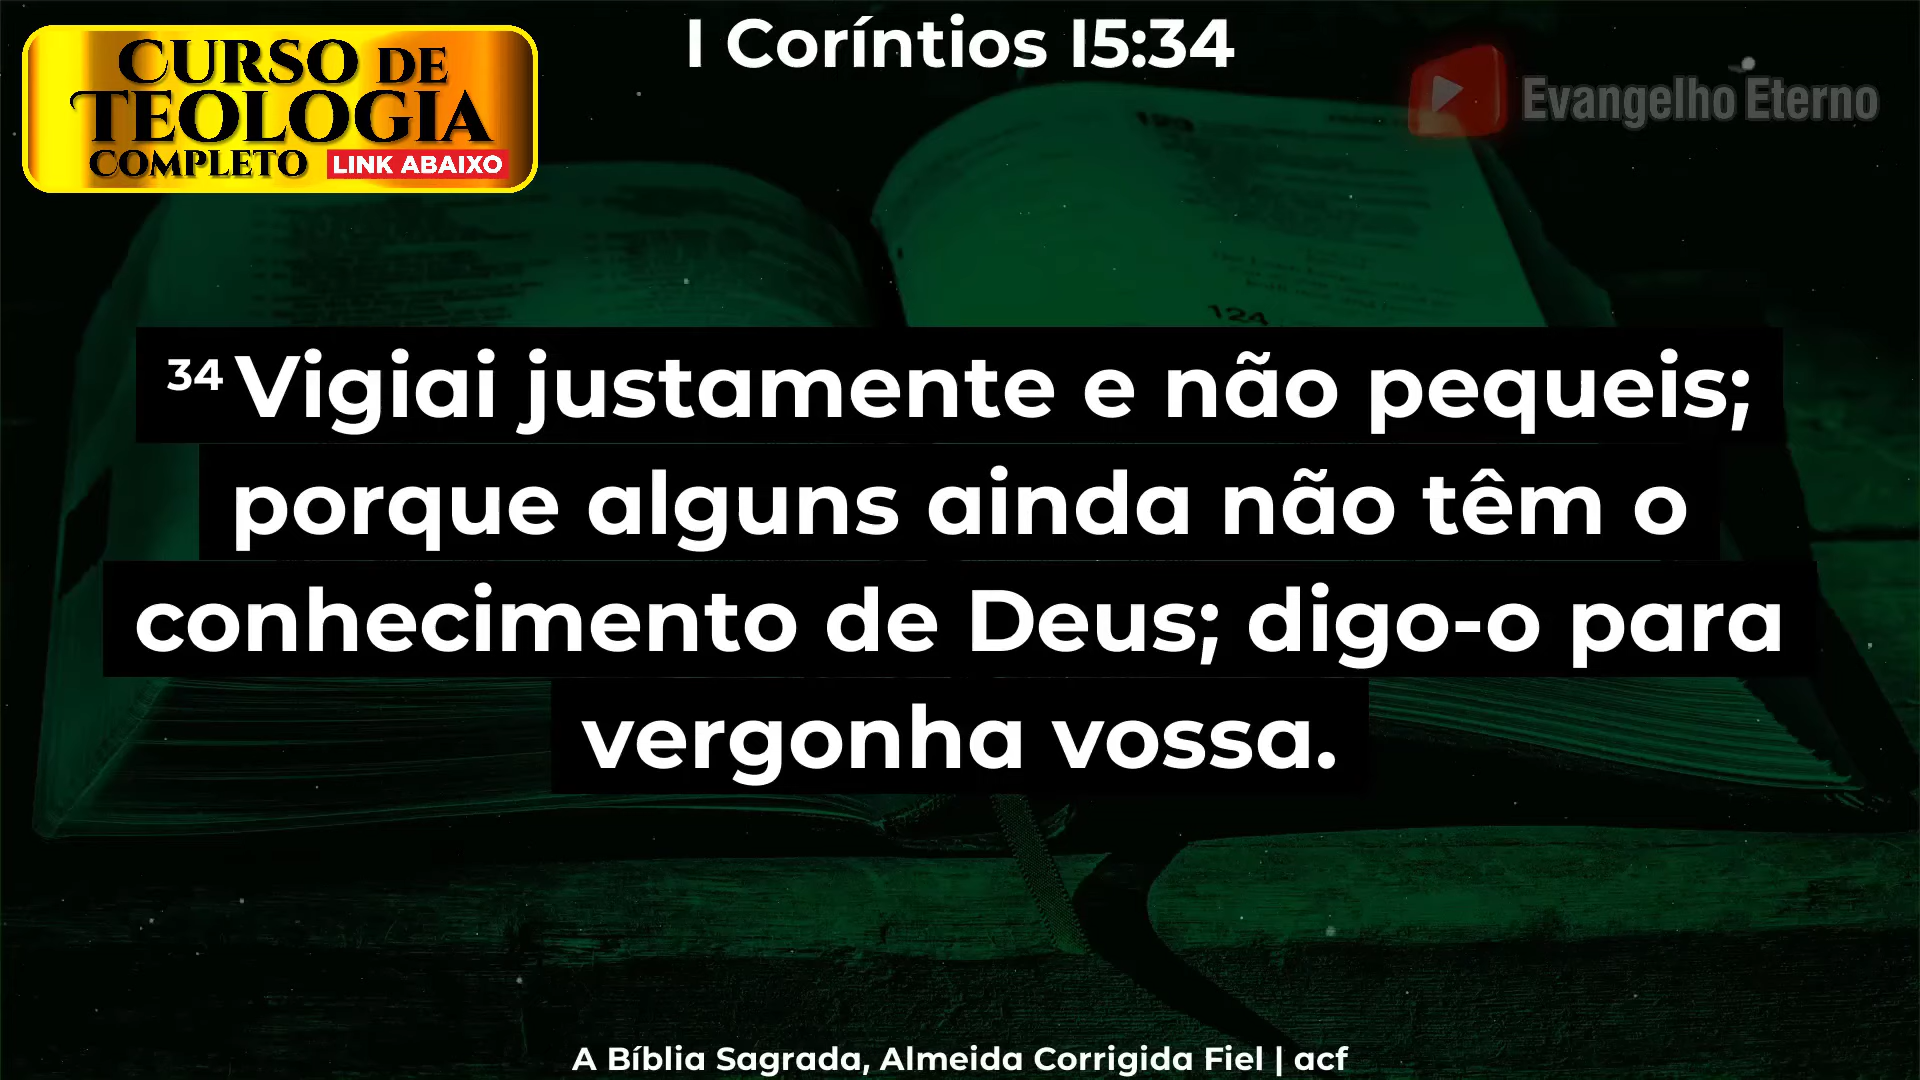 CURSO DE
TEOLOGIA
COMPLETO LINK ABAIXO
I Coríntios 15:34
Evangelho Eterno
124
34 Vigiai justamente e não pequeis;
porque alguns ainda não têm o
conhecimento de Deus; digo-o para
vergonha vossa.
A Bíblia Sagrada, Almeida Corrigida Fiel | acf